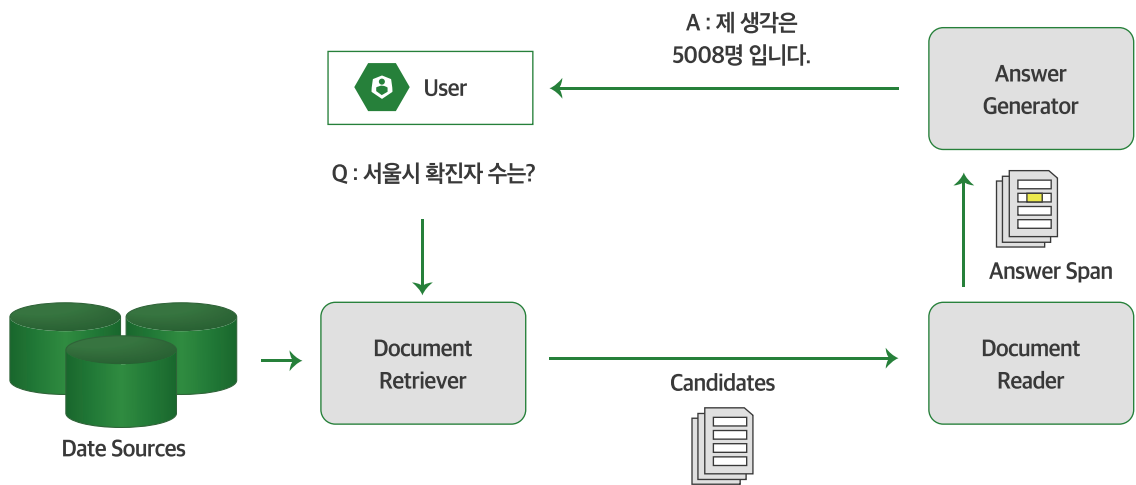 A : 제 생각은
5008명 입니다.
User
Answer
Generator
Q : 서울시 확진자 수는?
Answer Span
Document
Retriever
Document
Reader
Candidates
Date Sources